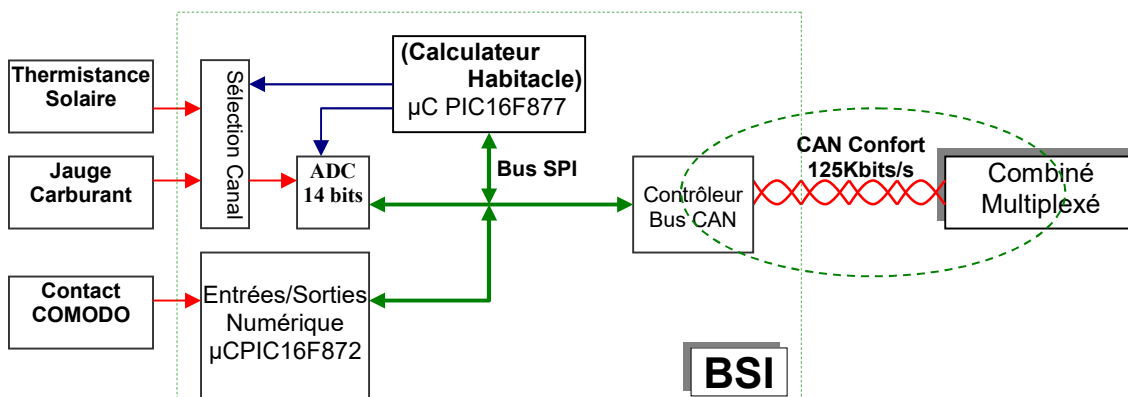 Thermistance
Solaire
Jauge
Carburant
Contact
COMODO
Sélection Canal
ADC
14 bits
(Calculateur
Habitacle)
µC PIC16F877
Bus SPI
Entrées/Sorties
Numérique
µCPIC16F872
Contrôleur
Bus CAN
CAN Confort
125Kbits/s
Combiné
Multiplexé
BSI